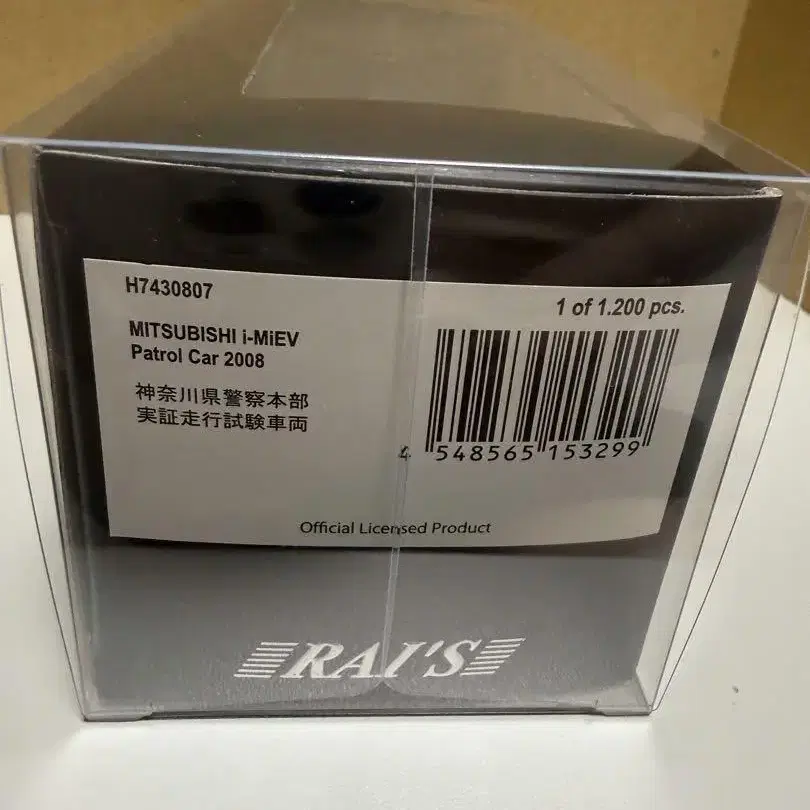 H7430807
1 of 1.200 pcs.
MITSUBISHI i-MiEV
Patrol Car 2008
神奈川県警察本部
実証走行試験車両
4 548565 153299
Official Licensed Product
RAI'S